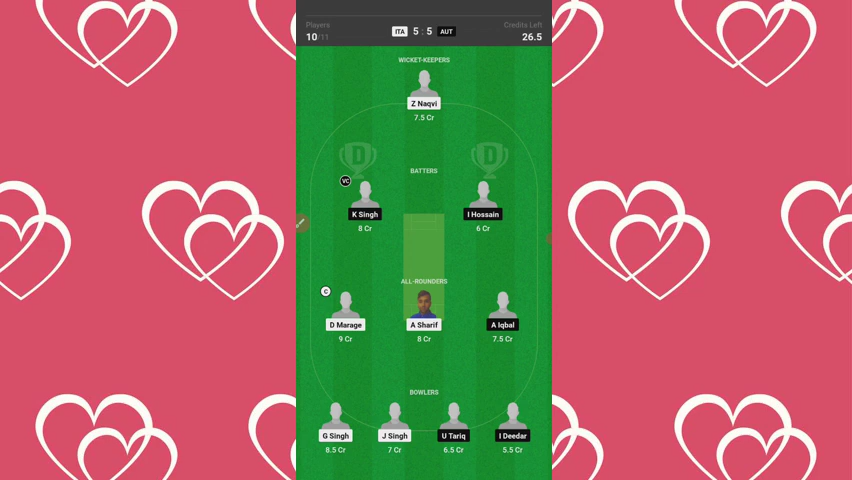 Players
Credits Left
10/11
ITA 5 : 5 AUT
26.5
WICKET-KEEPERS
Z Naqvi
7.5 Cr
D D
BATTERS
VC
K Singh I Hossain
8 Cr 6 Cr
ALL-ROUNDERS
C
D Marage A Sharif A Iqbal
9 Cr 8 Cr 7.5 Cr
BOWLERS
G Singh J Singh U Tariq I Deedar
8.5 Cr 7 Cr 6.5 Cr 5.5 Cr